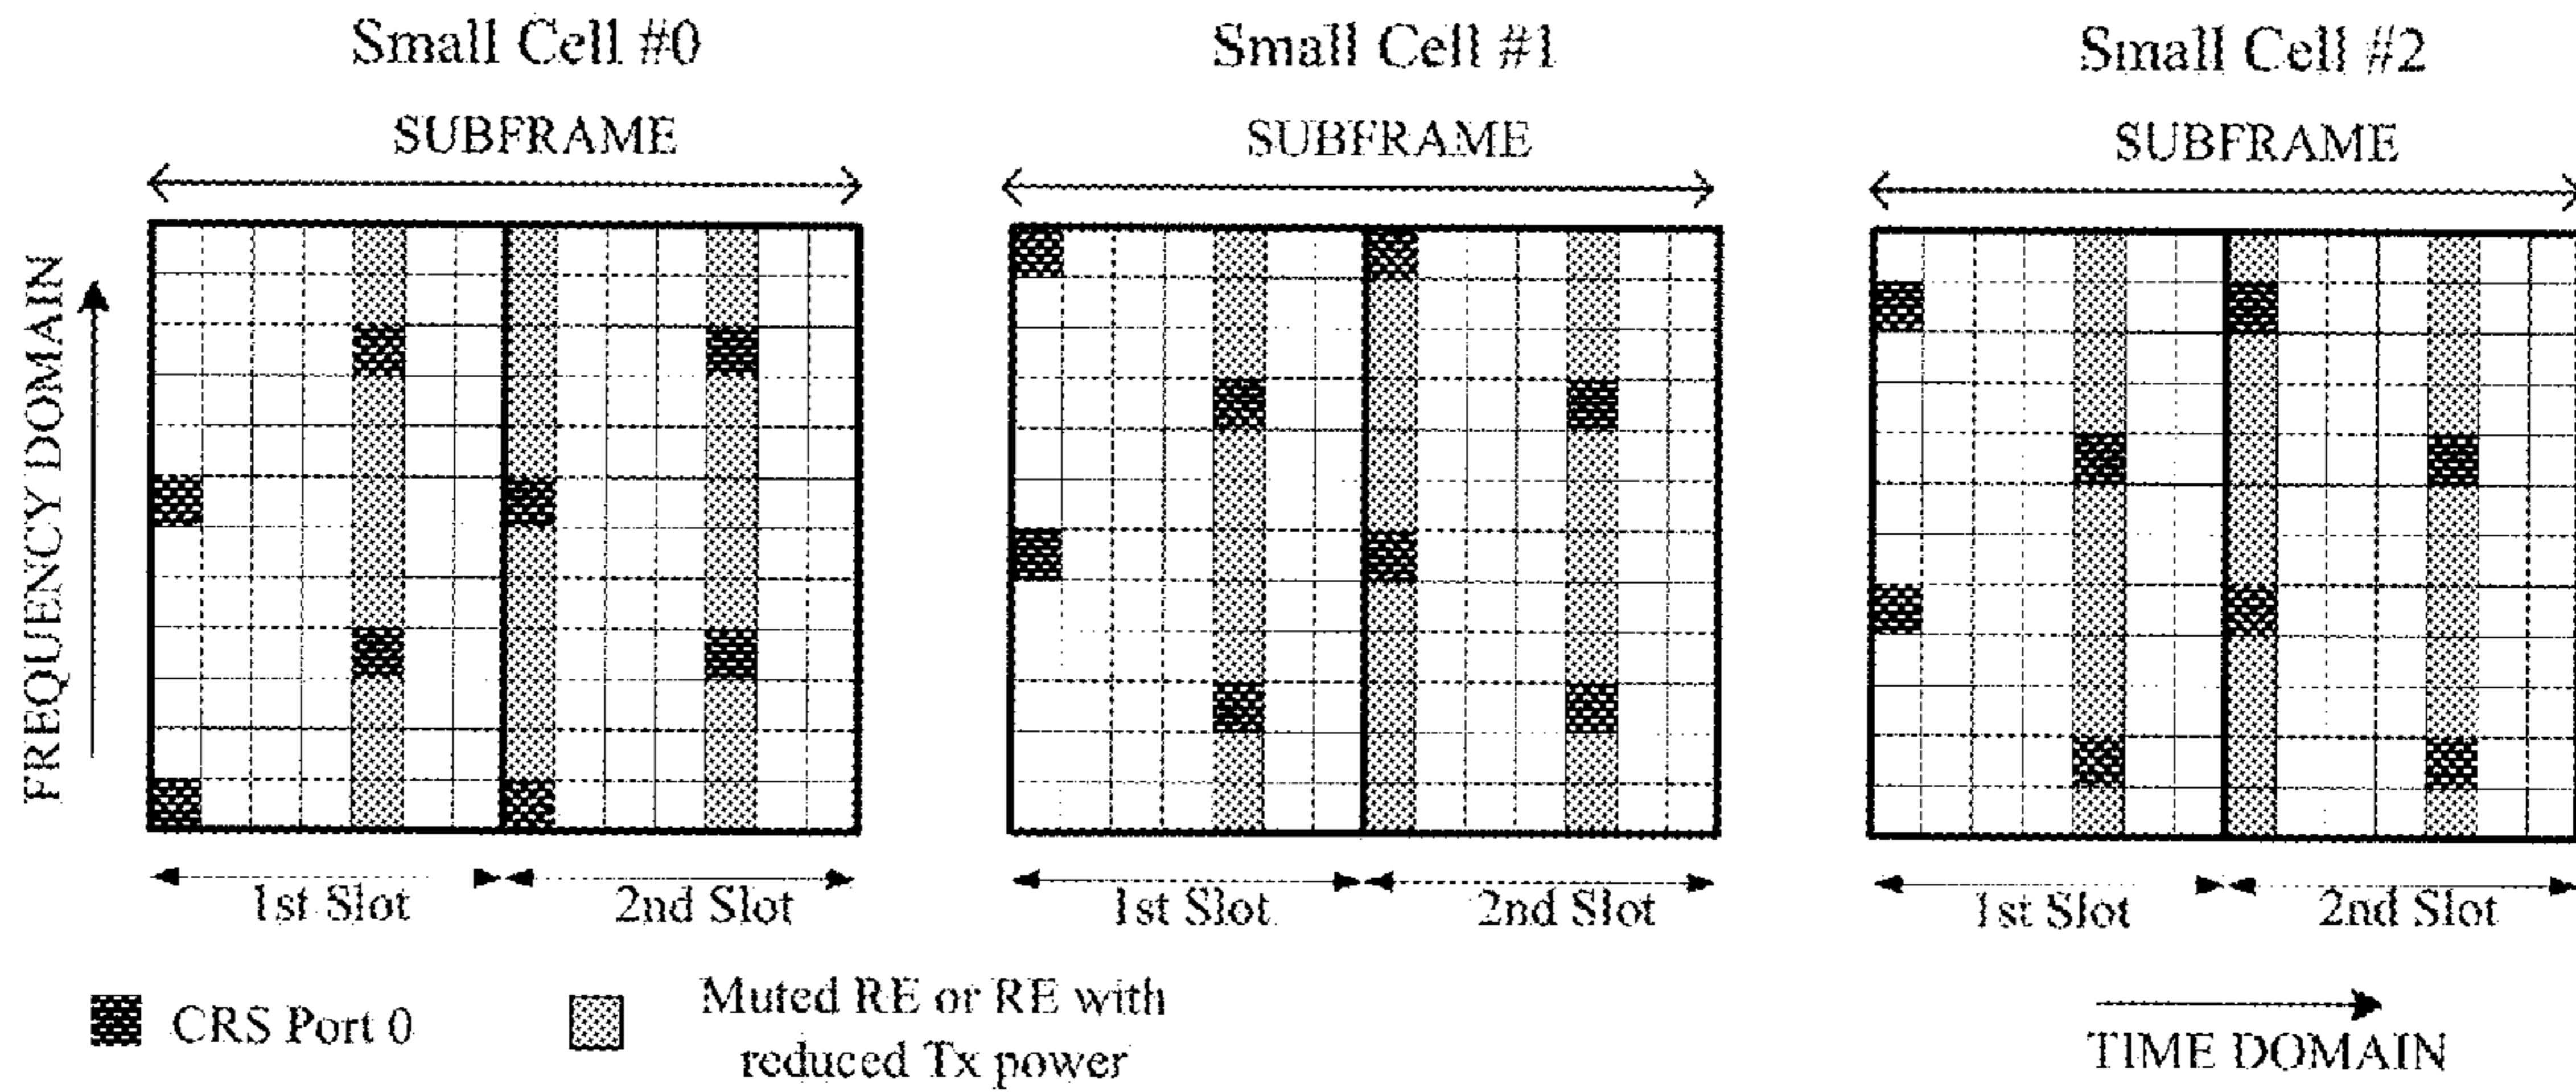 Small Cell #0
Small Cell #1
Small Cell #2
SUBFRAME
SUBFRAME
SUBFRAME
FREQUENCY DOMAIN
1st Slot
2nd Slot
1st Slot
2nd Slot
1st Slot
2nd Slot
CRS Port 0
Muted RE or RE with
reduced Tx power
TIME DOMAIN